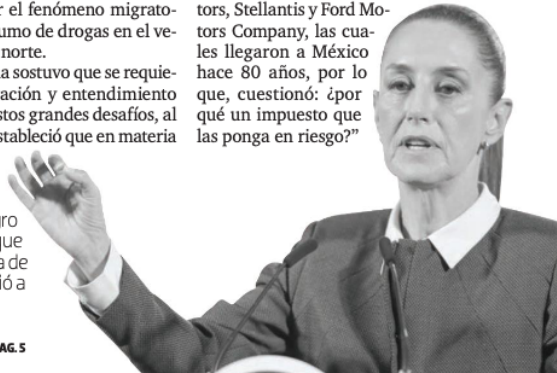 r el fenómeno migrato-
umo de drogas en el ve-
norte.
a sostuvo que se requie-
ación y entendimiento
stos grandes desafíos, al
stableció que en materia
gro
que
a de
ió a
AG. 5
tors, Stellantis y Ford Mo-
tors Company, las cua-
les llegaron a México
hace 80 años, por lo
que, cuestionó: ¿por
qué un impuesto que
las ponga en riesgo?”